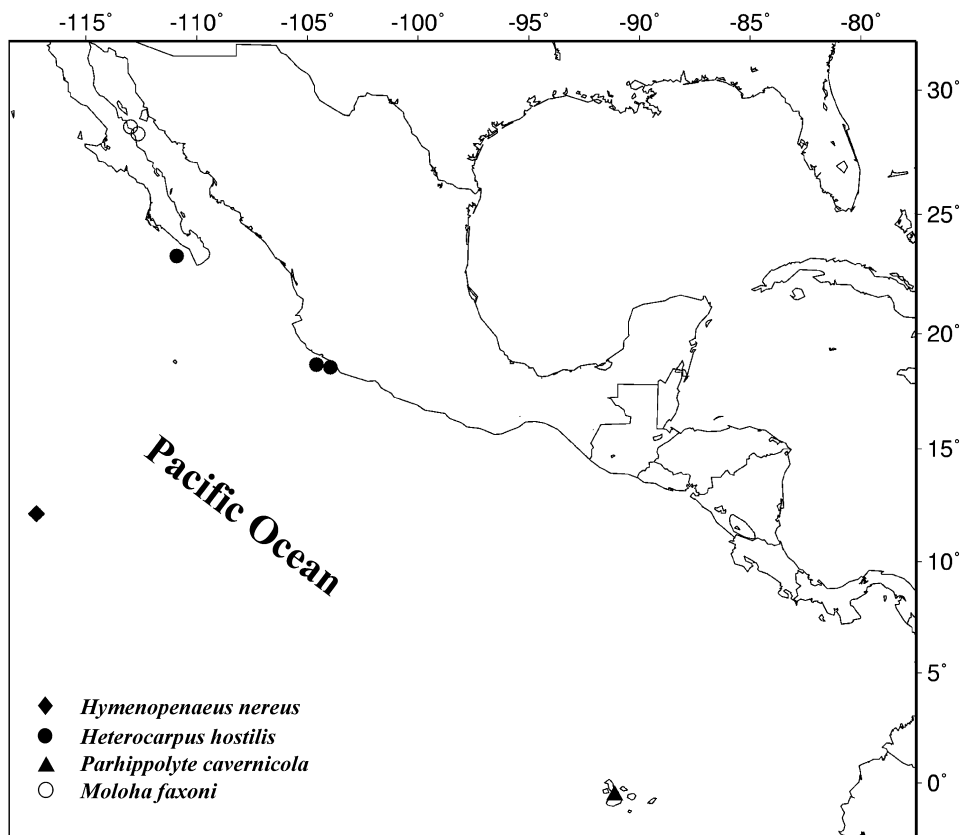 -115° -110° -105° -100° -95° -90° -85° -80°
30°
25°
20°
15°
10°
5°
0°
Pacific Ocean
Hymenopenaeus nereus
Heterocarpus hostilis
Parhippolyte cavernicola
Moloha faxoni